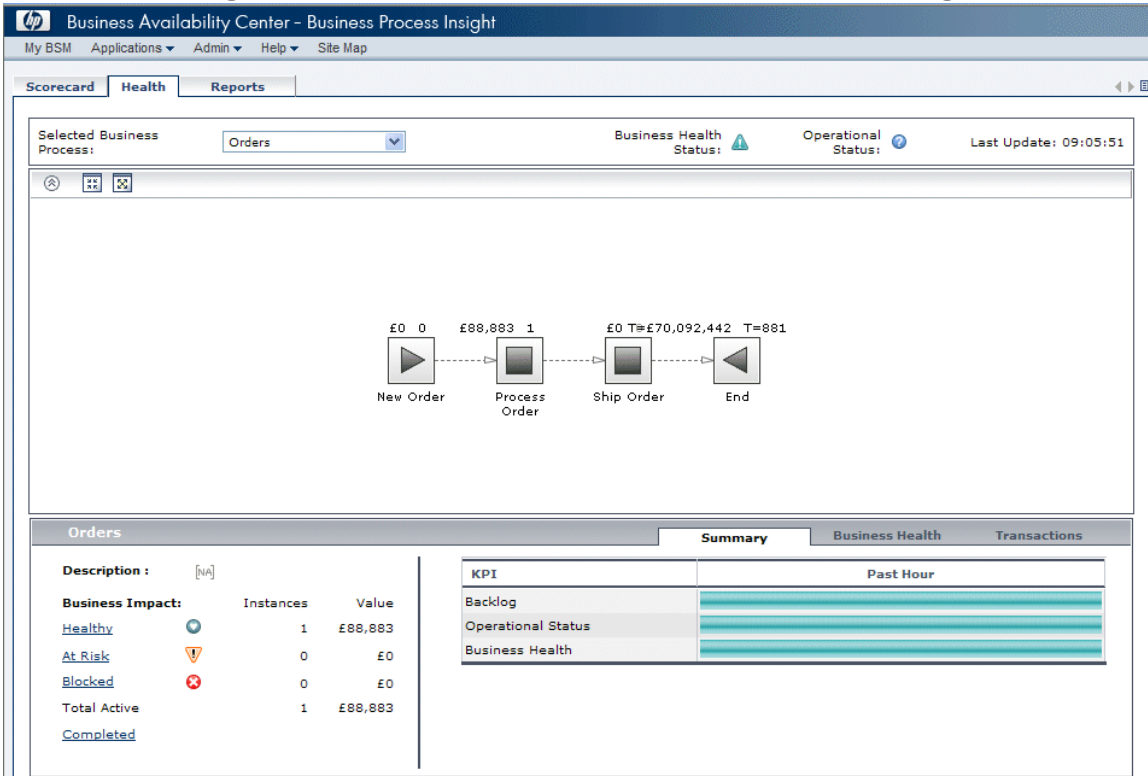 hp Business Availability Center – Business Process Insight
My BSM Applications Admin Help Site Map
Scorecard Health Reports
Selected Business Process: Orders Business Health Status: Operational Status: ? Last Update: 09:05:51
£0 0 £88,883 1 £0 T=£70,092,442 T=881
New Order Process Order Ship Order End
Orders Summary Business Health Transactions
Description : [NA]
KPI Past Hour
Business Impact: Instances Value
Backlog
Healthy 1 £88,883
Operational Status
At Risk 0 £0
Business Health
Blocked 0 £0
Total Active 1 £88,883
Completed